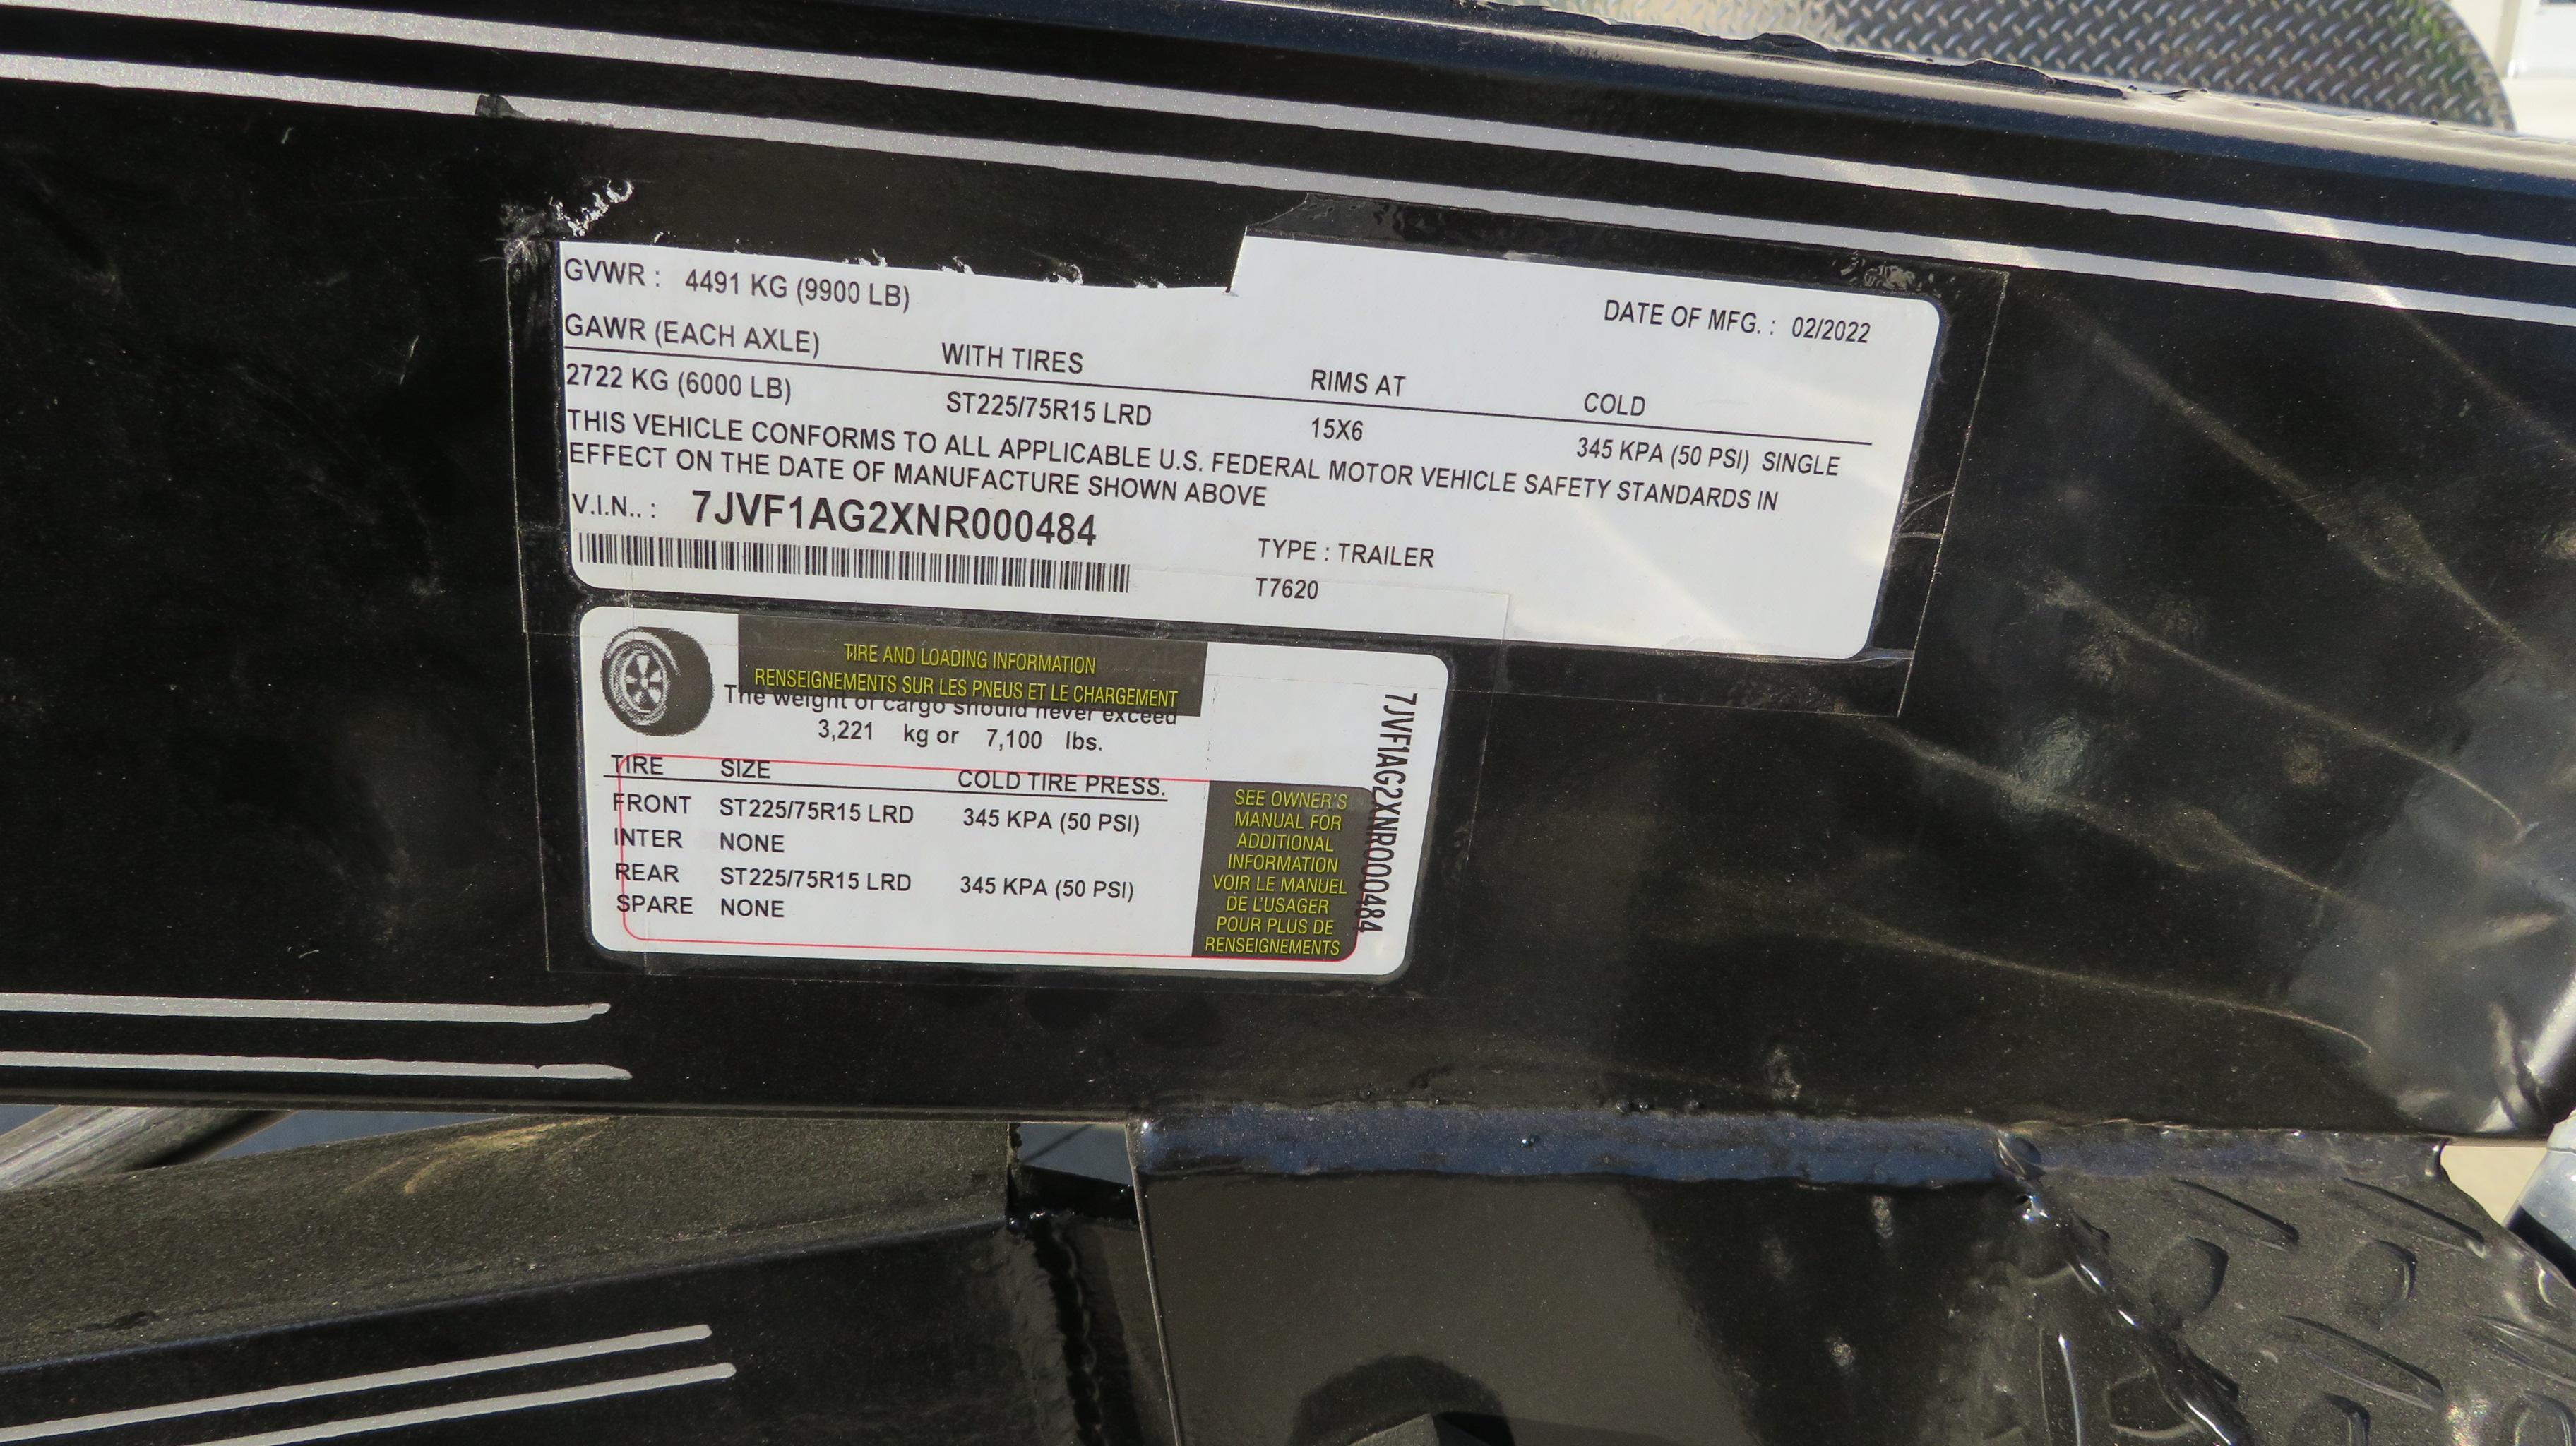 GVWR : 4491 KG (9900 LB)
DATE OF MFG. : 02/2022
GAWR (EACH AXLE) WITH TIRES RIMS AT COLD
2722 KG (6000 LB) ST225/75R15 LRD 15X6 345 KPA (50 PSI) SINGLE
THIS VEHICLE CONFORMS TO ALL APPLICABLE U.S. FEDERAL MOTOR VEHICLE SAFETY STANDARDS IN
EFFECT ON THE DATE OF MANUFACTURE SHOWN ABOVE
V.I.N.. : 7JVF1AG2XNR000484
TYPE : TRAILER
T7620
TIRE AND LOADING INFORMATION
RENSEIGNEMENTS SUR LES PNEUS ET LE CHARGEMENT
The weight of cargo should never exceed
3,221 kg or 7,100 lbs.
TIRE SIZE COLD TIRE PRESS.
FRONT ST225/75R15 LRD 345 KPA (50 PSI)
INTER NONE
REAR ST225/75R15 LRD 345 KPA (50 PSI)
SPARE NONE
SEE OWNER'S
MANUAL FOR
ADDITIONAL
INFORMATION
VOIR LE MANUEL
DE L'USAGER
POUR PLUS DE
RENSEIGNEMENTS
7JVF1AG2XNR000484